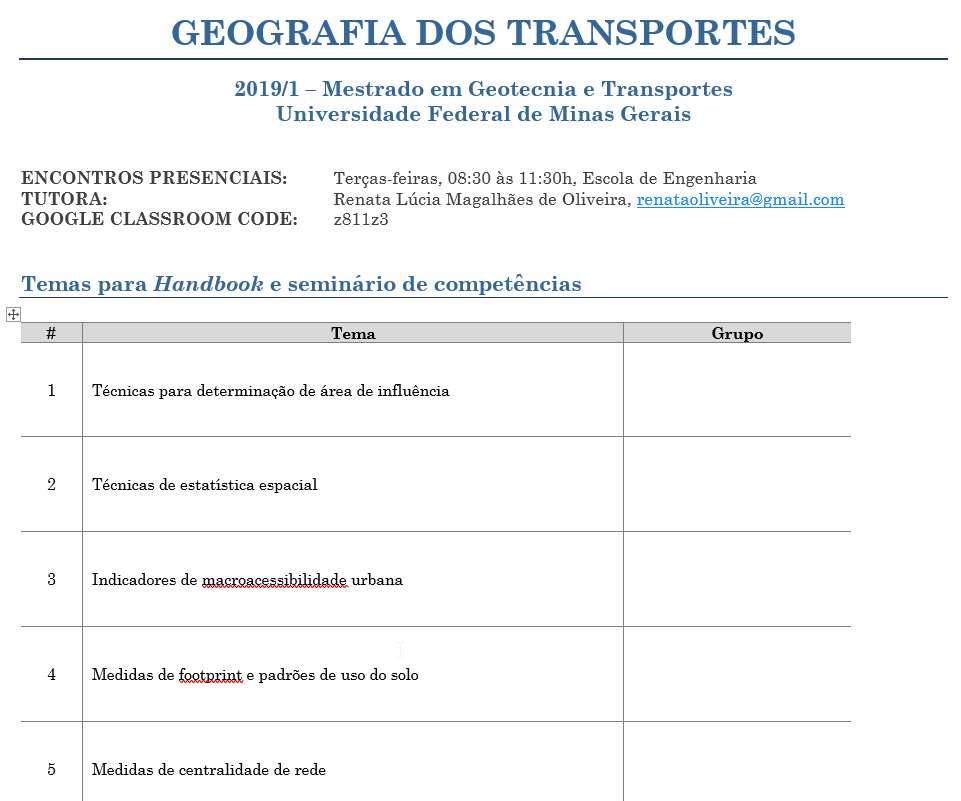 GEOGRAFIA DOS TRANSPORTES
2019/1 – Mestrado em Geotecnia e Transportes
Universidade Federal de Minas Gerais
ENCONTROS PRESENCIAIS: Terças-feiras, 08:30 às 11:30h, Escola de Engenharia
TUTORA: Renata Lúcia Magalhães de Oliveira, renataoliveira@gmail.com
GOOGLE CLASSROOM CODE: z811z3
Temas para Handbook e seminário de competências
# Tema Grupo
1 Técnicas para determinação de área de influência
2 Técnicas de estatística espacial
3 Indicadores de macroacessibilidade urbana
4 Medidas de footprint e padrões de uso do solo
5 Medidas de centralidade de rede